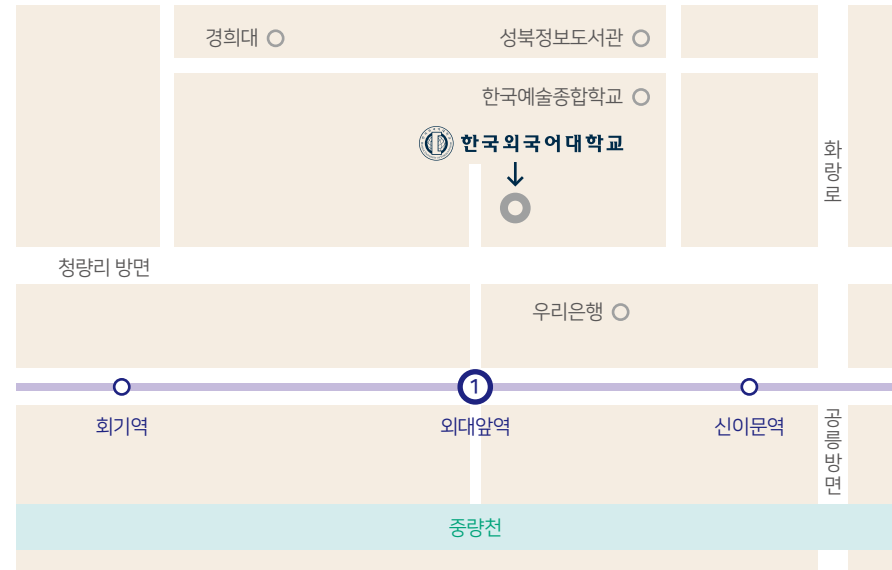 경희대
성북정보도서관
한국예술종합학교
한국외국어대학교
화랑로
청량리 방면
우리은행
1
회기역
외대앞역
신이문역
공릉방면
중량천